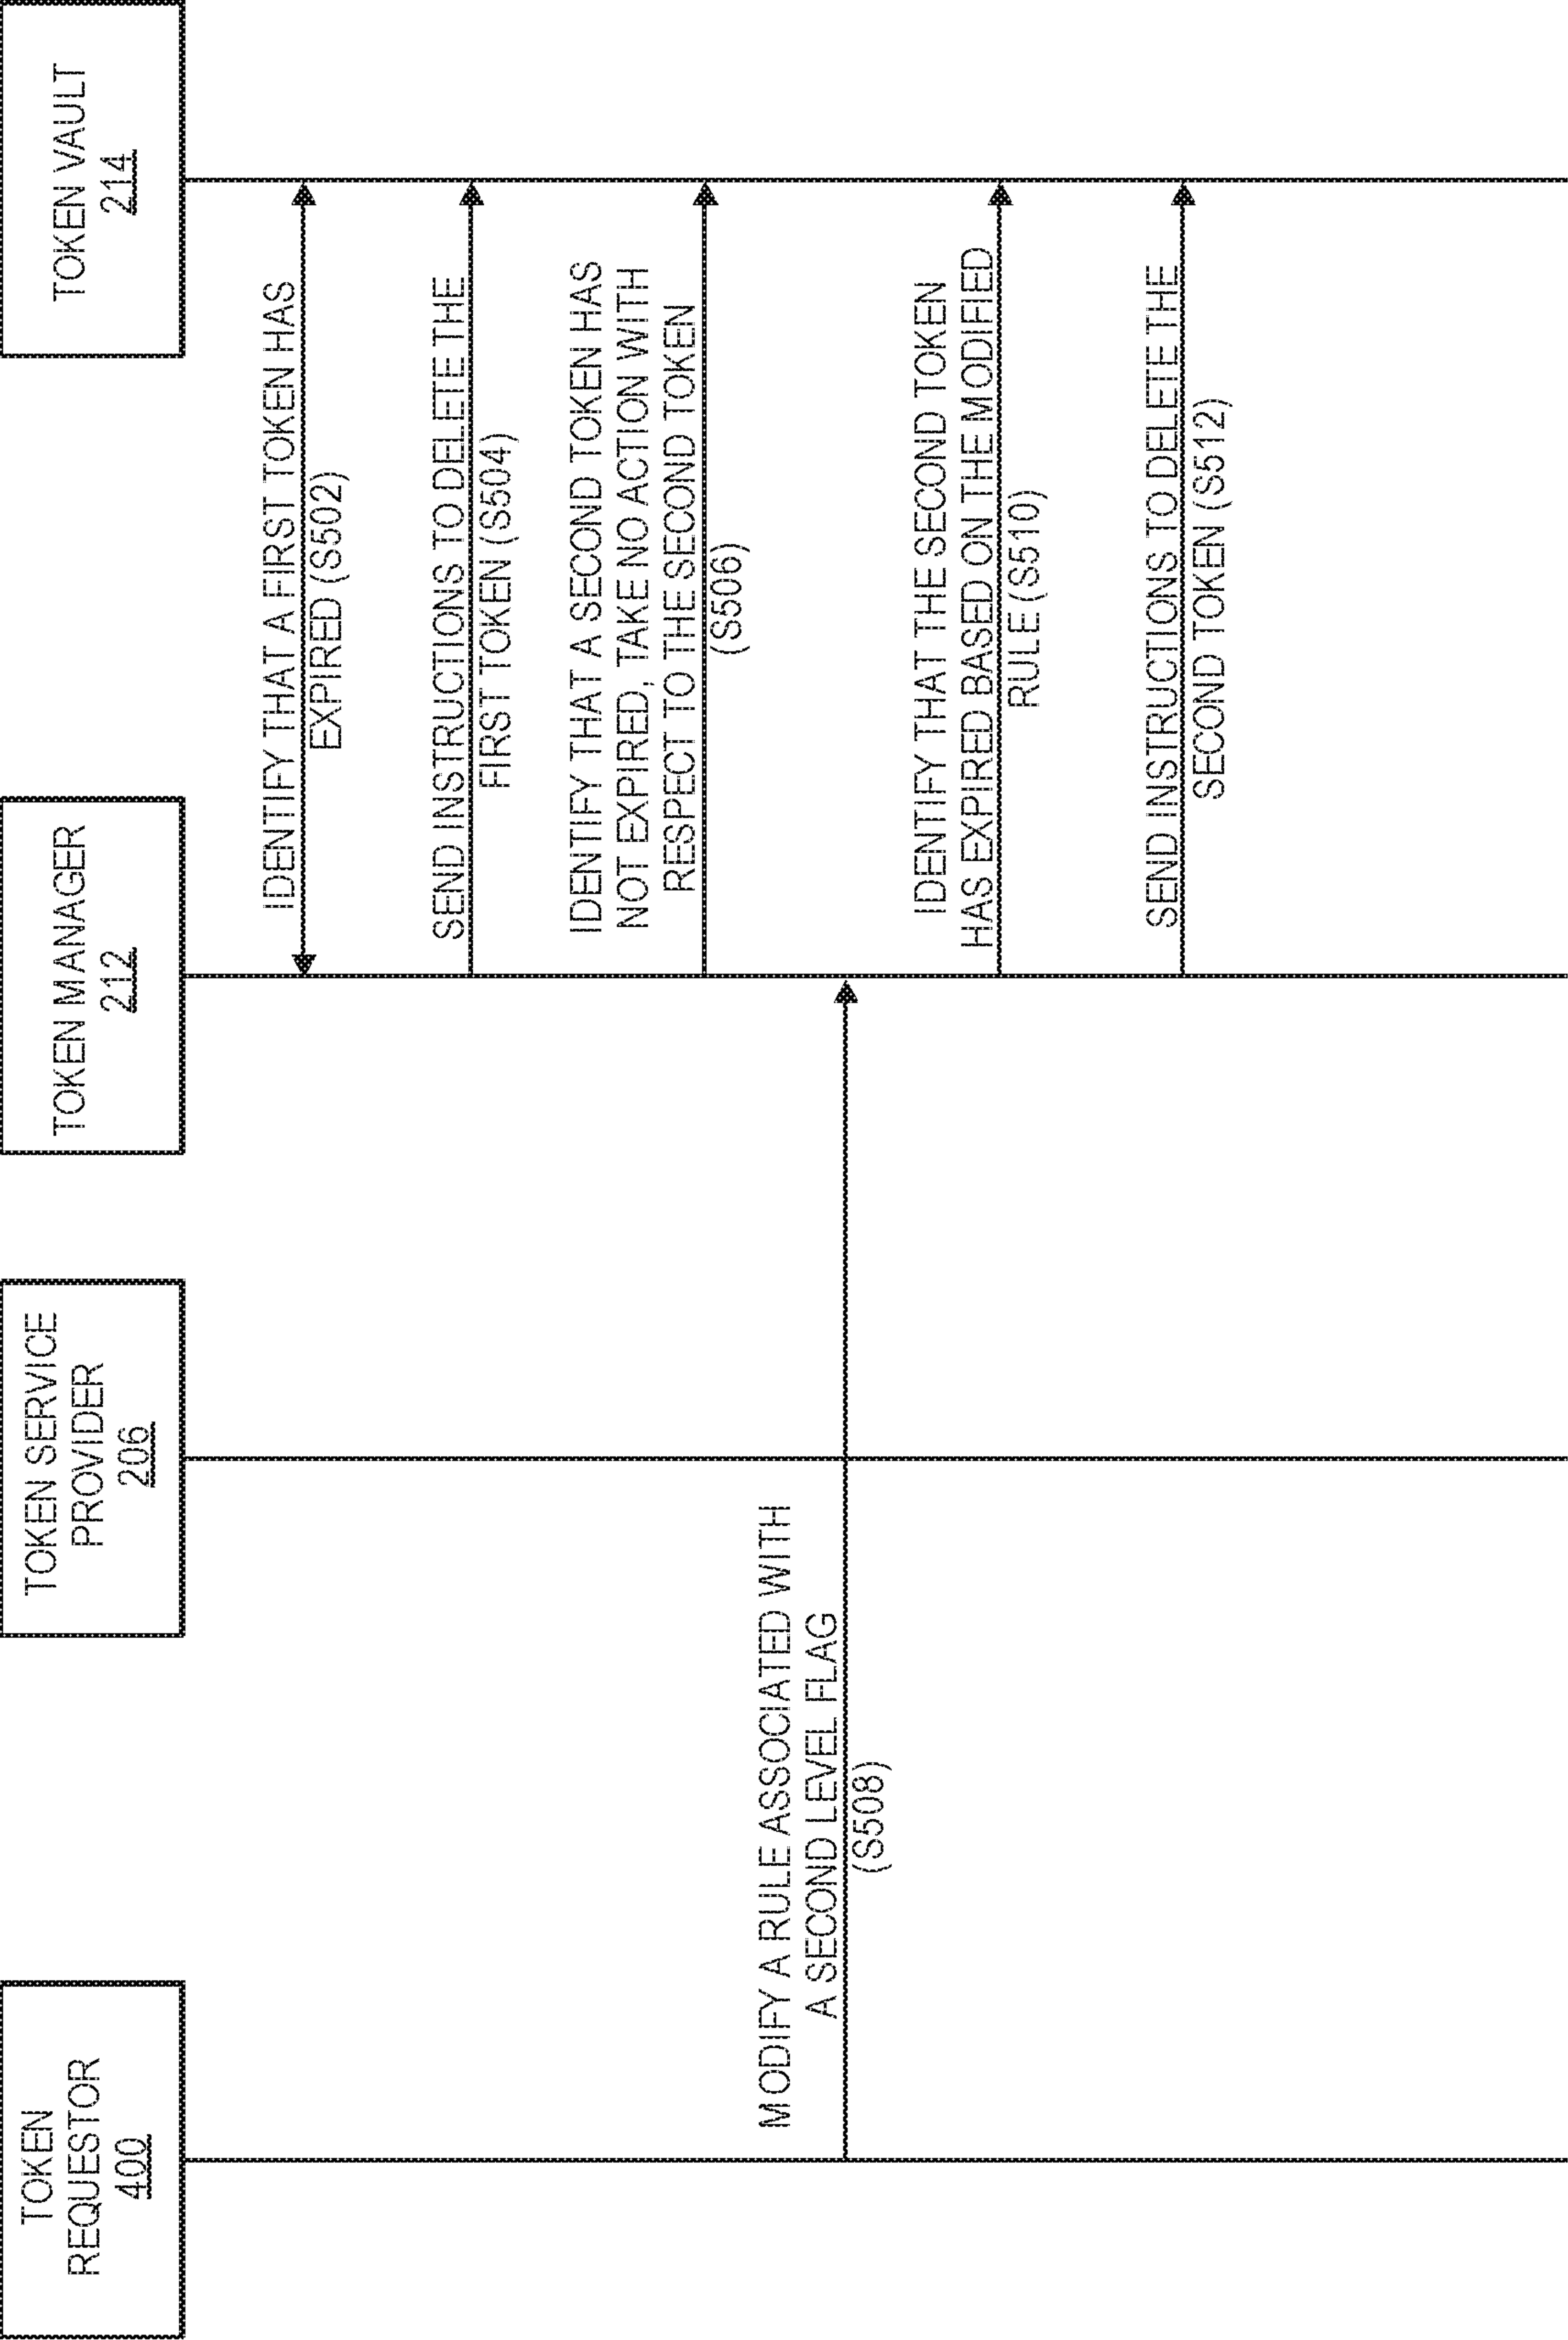 TOKEN
REQUESTOR
400
TOKEN SERVICE
PROVIDER
206
TOKEN MANAGER
212
TOKEN VAULT
214
IDENTIFY THAT A FIRST TOKEN HAS
EXPIRED (S502)
SEND INSTRUCTIONS TO DELETE THE
FIRST TOKEN (S504)
IDENTIFY THAT A SECOND TOKEN HAS
NOT EXPIRED, TAKE NO ACTION WITH
RESPECT TO THE SECOND TOKEN
(S506)
MODIFY A RULE ASSOCIATED WITH
A SECOND LEVEL FLAG
(S508)
IDENTIFY THAT THE SECOND TOKEN
HAS EXPIRED BASED ON THE MODIFIED
RULE (S510)
SEND INSTRUCTIONS TO DELETE THE
SECOND TOKEN (S512)